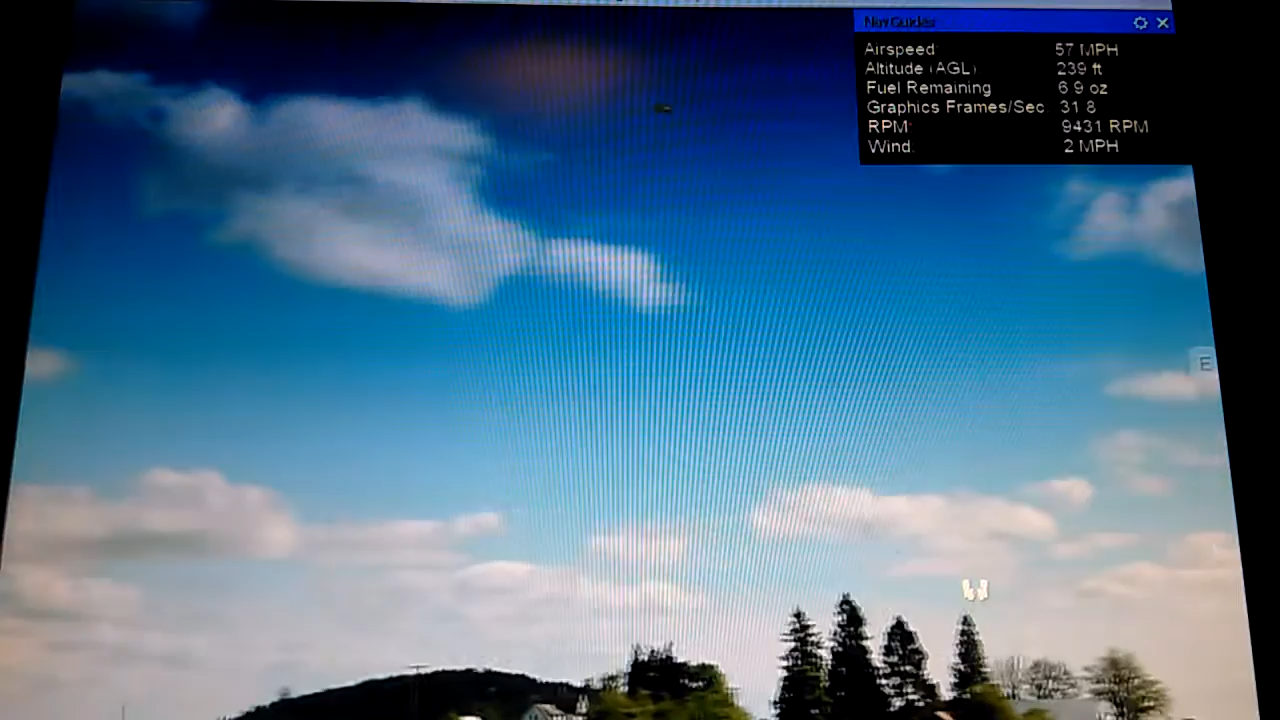 NavGuides
Airspeed 57 MPH
Altitude (AGL) 239 ft
Fuel Remaining 6.9 oz
Graphics Frames/Sec 31.8
RPM: 9431 RPM
Wind: 2 MPH
E